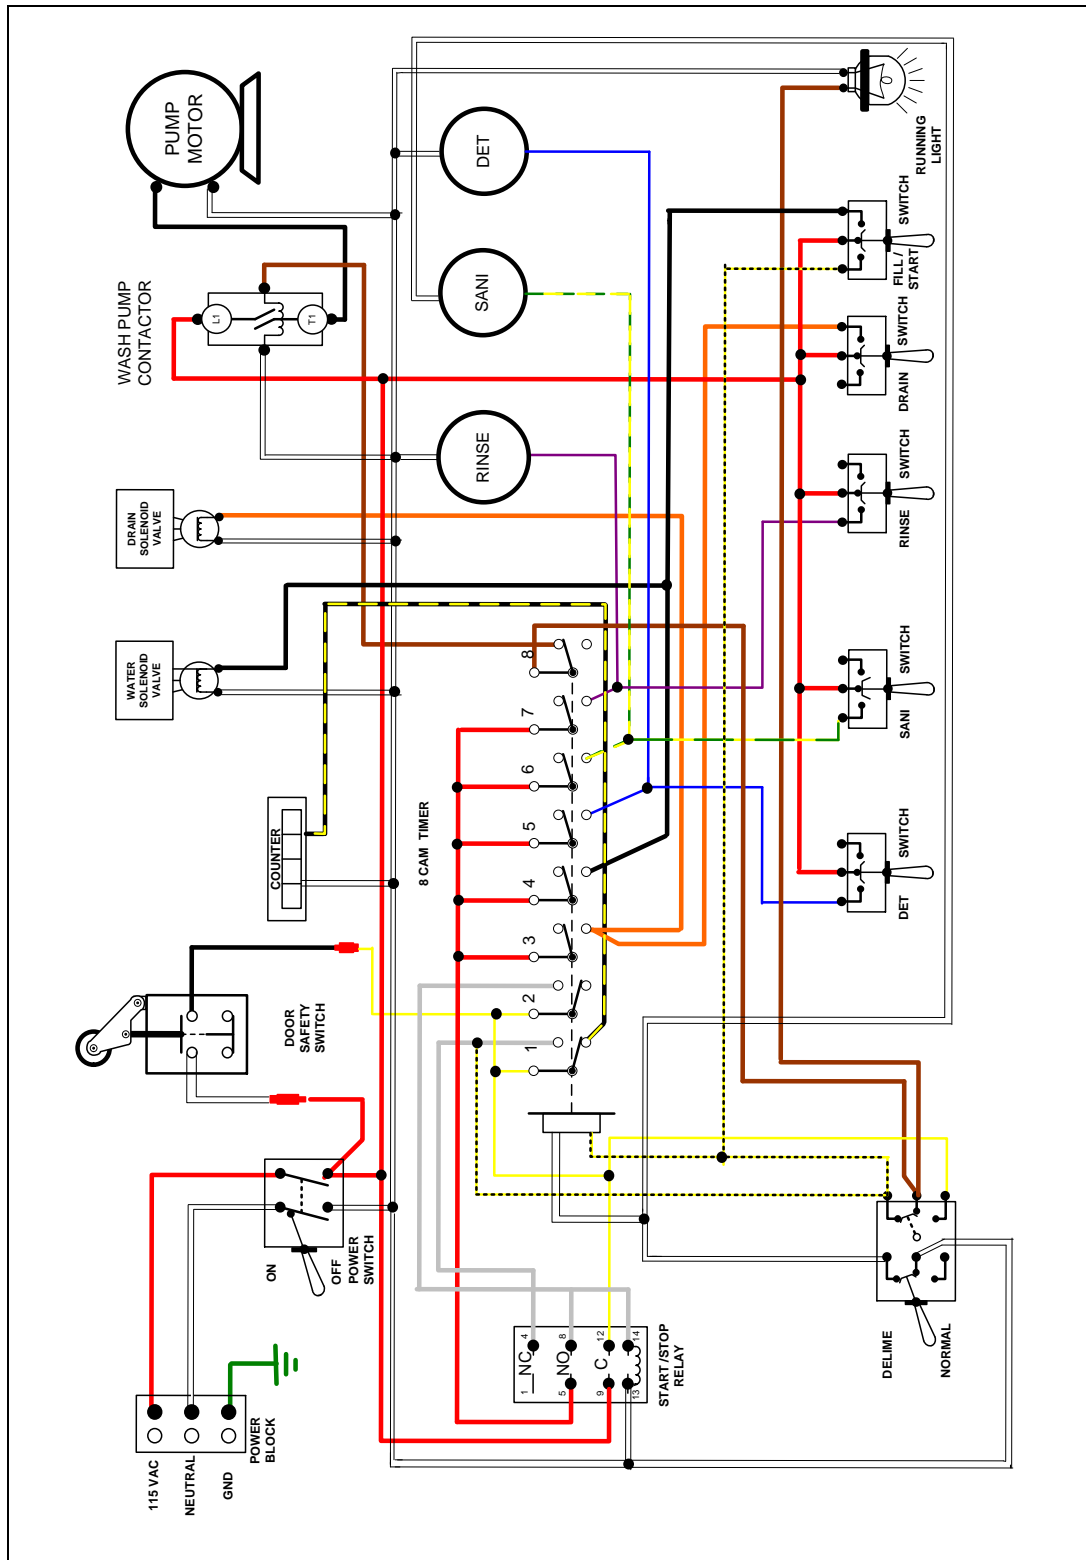 PUMP
MOTOR
WASH PUMP
CONTACTOR
L1
T1
DET
SANI
RINSE
DRAIN
SOLENOID
VALVE
WATER
SOLENOID
VALVE
COUNTER
DOOR
SAFETY
SWITCH
8 CAM TIMER
1
2
3
4
5
6
7
8
ON
OFF
POWER
SWITCH
115 VAC
NEUTRAL
GND
POWER
BLOCK
1
NC
4
5
NO
8
9
C
12
13
14
START /STOP
RELAY
DELIME
NORMAL
RUNNING
LIGHT
FILL /
START
SWITCH
DRAIN SWITCH
RINSE SWITCH
SANI SWITCH
DET SWITCH